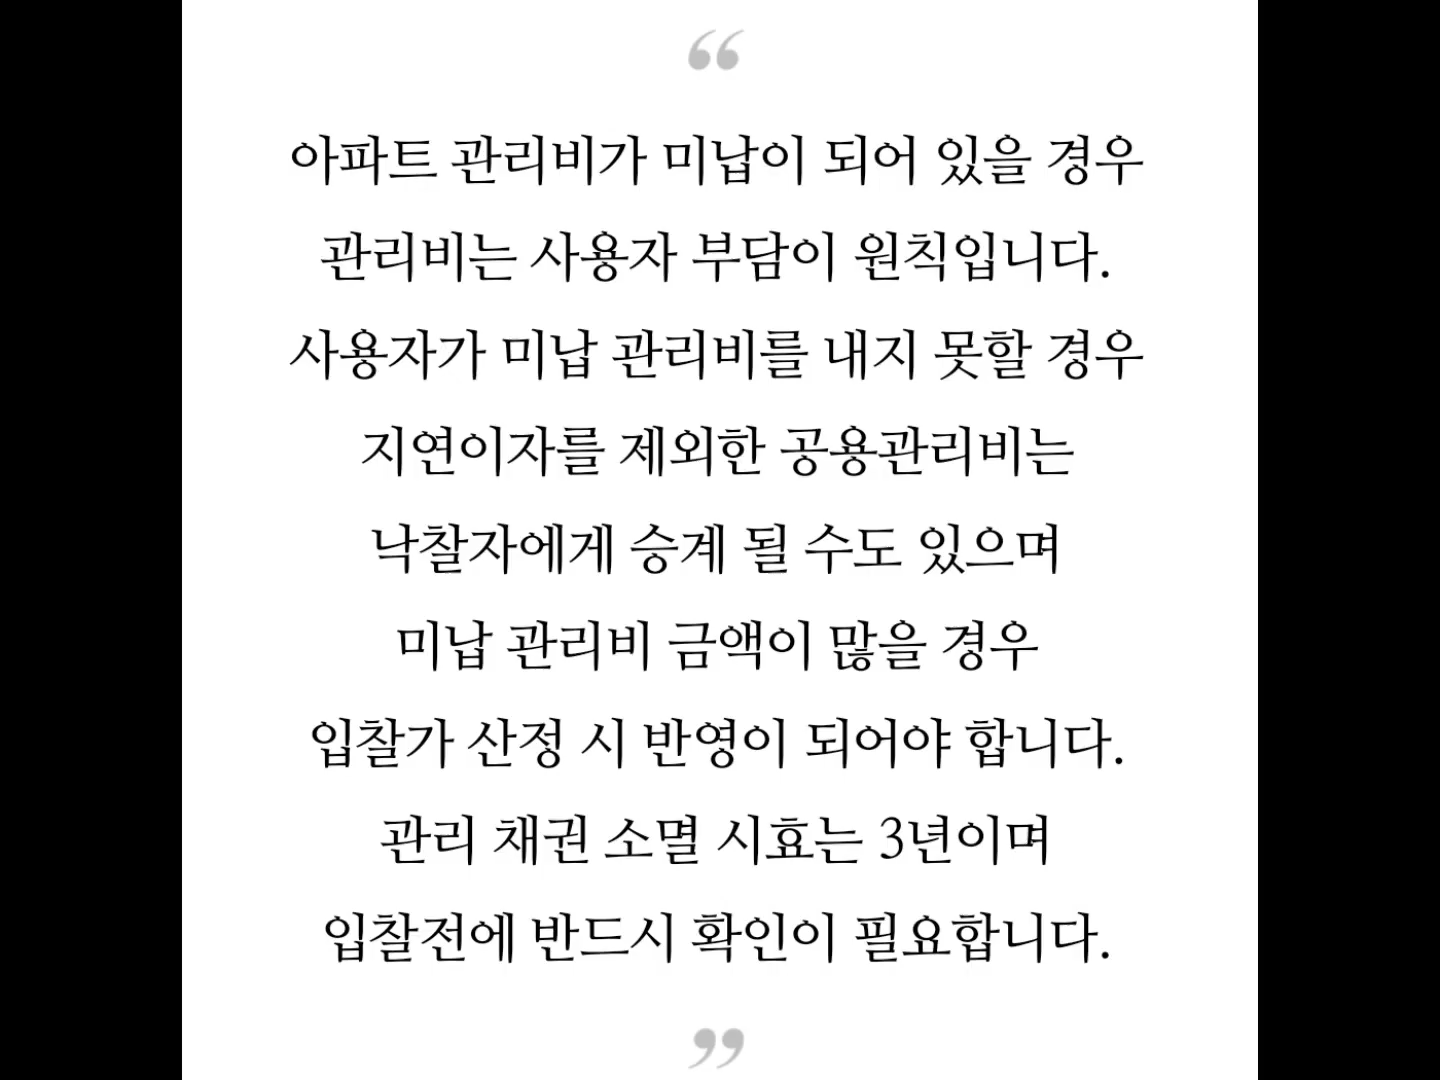 “
아파트 관리비가 미납이 되어 있을 경우
관리비는 사용자 부담이 원칙입니다.
사용자가 미납 관리비를 내지 못할 경우
지연이자를 제외한 공용관리비는
낙찰자에게 승계 될 수도 있으며
미납 관리비 금액이 많을 경우
입찰가 산정 시 반영이 되어야 합니다.
관리 채권 소멸 시효는 3년이며
입찰전에 반드시 확인이 필요합니다.
”